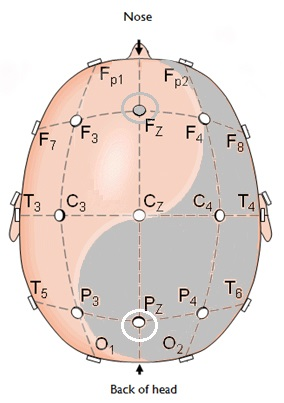 Nose
Fp1 Fp2
F7 F3 FZ F4 F8
T3 C3 CZ C4 T4
T5 P3 PZ P4 T6
O1 O2
Back of head